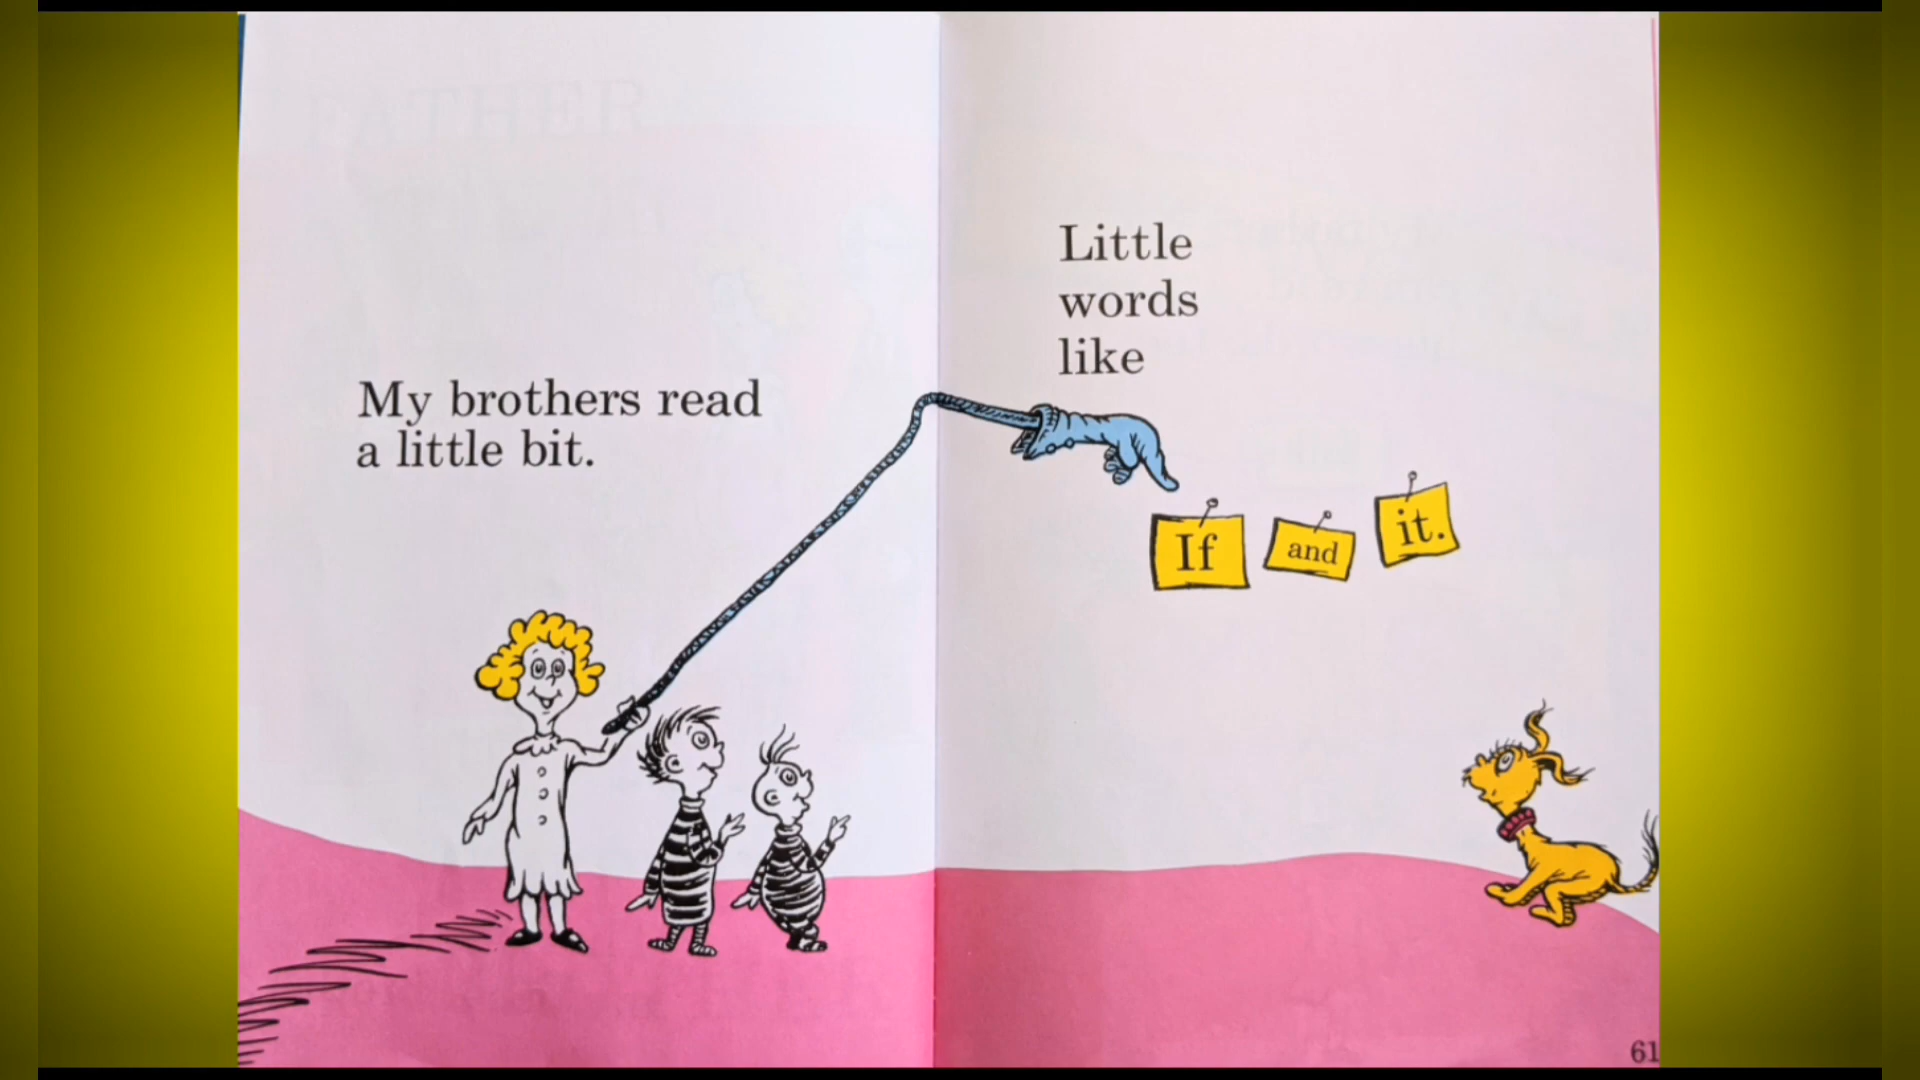 My brothers read
a little bit.
Little
words
like
If and it.
61